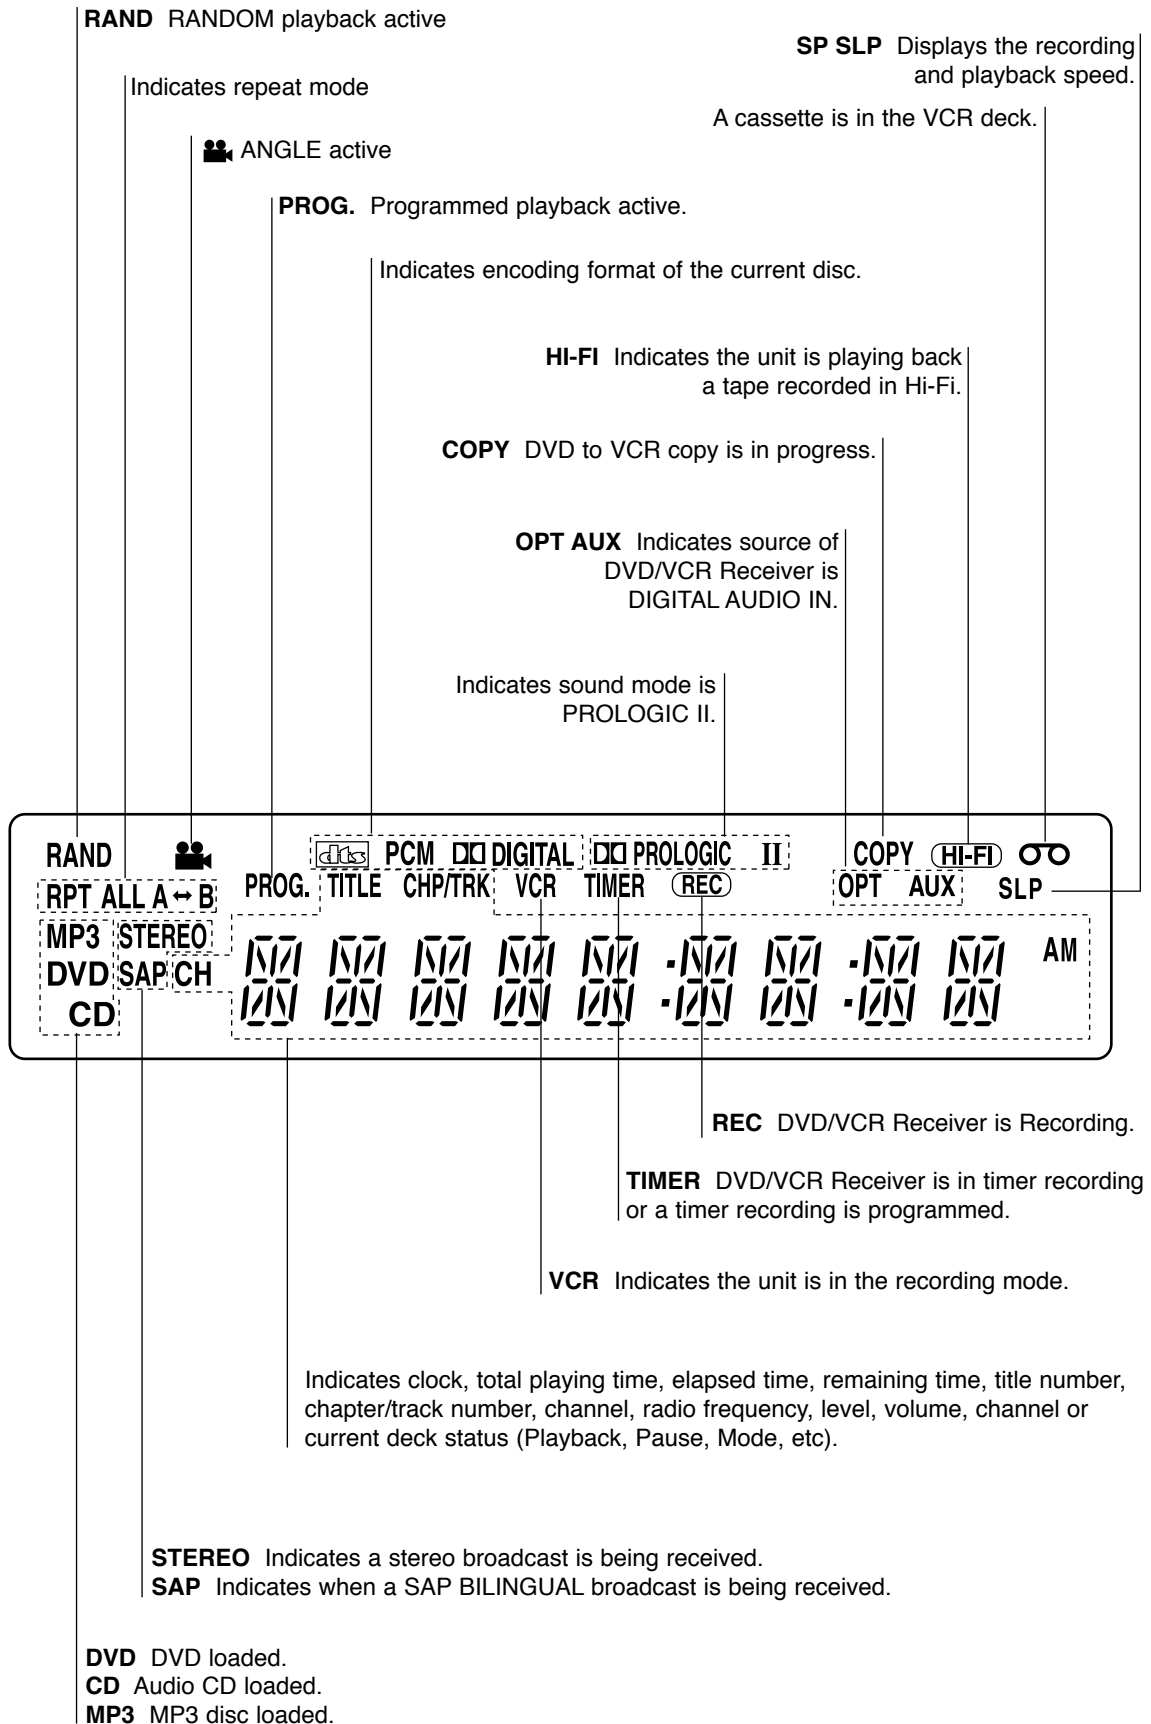 RAND RANDOM playback active
SP SLP Displays the recording
and playback speed.
Indicates repeat mode
A cassette is in the VCR deck.
ANGLE active
PROG. Programmed playback active.
Indicates encoding format of the current disc.
HI-FI Indicates the unit is playing back
a tape recorded in Hi-Fi.
COPY DVD to VCR copy is in progress.
OPT AUX Indicates source of
DVD/VCR Receiver is
DIGITAL AUDIO IN.
Indicates sound mode is
PROLOGIC II.
RAND dts PCM DIGITAL PROLOGIC II COPY HI-FI
RPT ALL A ↔ B PROG. TITLE CHP/TRK VCR TIMER REC OPT AUX SLP
MP3 STEREO AM
DVD SAP CH
CD
REC DVD/VCR Receiver is Recording.
TIMER DVD/VCR Receiver is in timer recording
or a timer recording is programmed.
VCR Indicates the unit is in the recording mode.
Indicates clock, total playing time, elapsed time, remaining time, title number,
chapter/track number, channel, radio frequency, level, volume, channel or
current deck status (Playback, Pause, Mode, etc).
STEREO Indicates a stereo broadcast is being received.
SAP Indicates when a SAP BILINGUAL broadcast is being received.
DVD DVD loaded.
CD Audio CD loaded.
MP3 MP3 disc loaded.